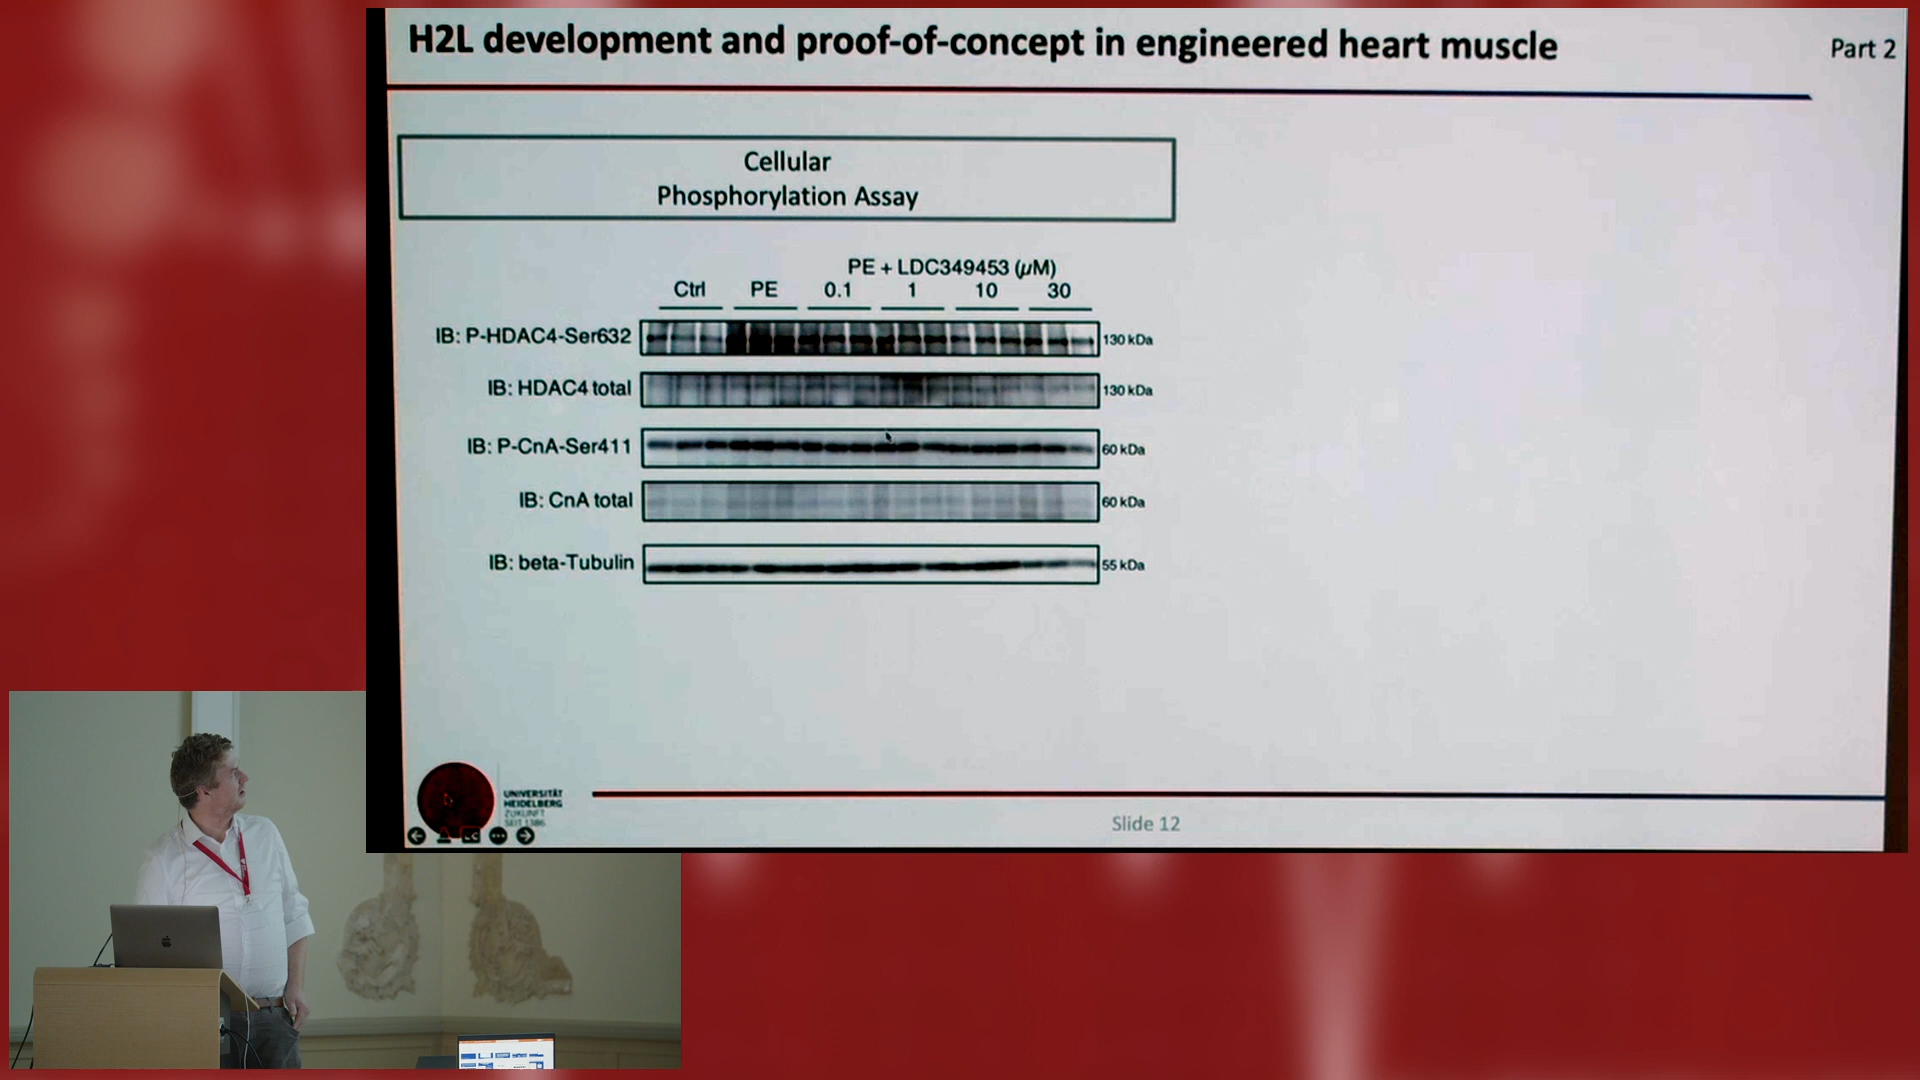 H2L development and proof-of-concept in engineered heart muscle
Part 2
Cellular
Phosphorylation Assay
PE + LDC349453 (μM)
Ctrl PE 0.1 1 10 30
IB: P-HDAC4-Ser632 130 kDa
IB: HDAC4 total 130 kDa
IB: P-CnA-Ser411 60 kDa
IB: CnA total 60 kDa
IB: beta-Tubulin 55 kDa
UNIVERSITÄT
HEIDELBERG
ZUKUNFT
SEIT 1386
Slide 12